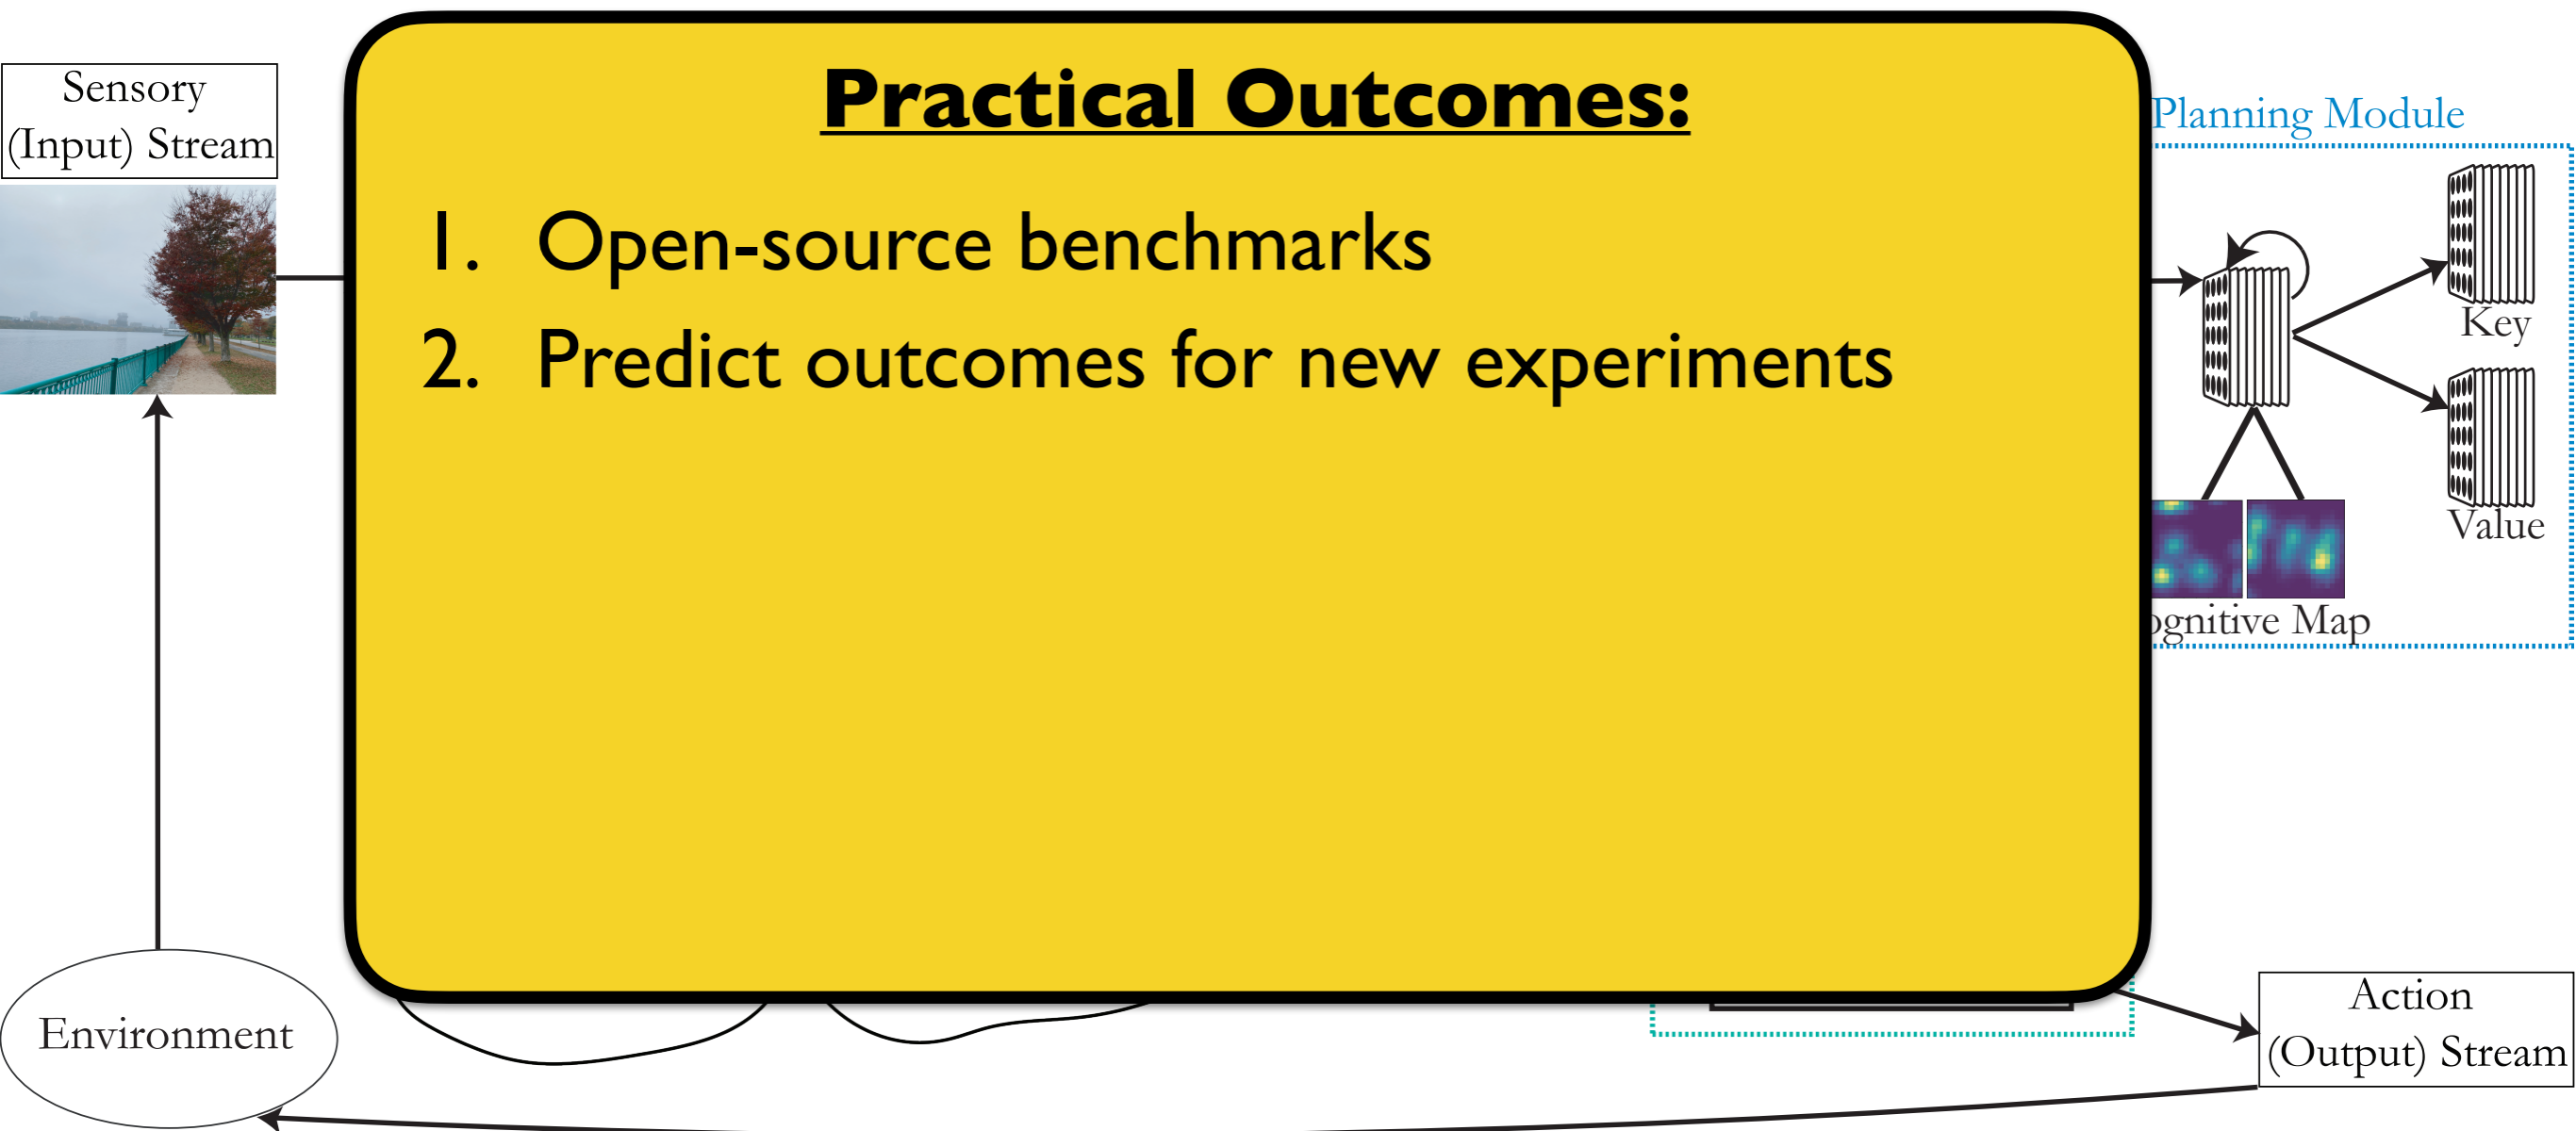 Sensory
(Input) Stream
Practical Outcomes:
1. Open-source benchmarks
2. Predict outcomes for new experiments
Planning Module
Key
Value
ognitive Map
Environment
Action
(Output) Stream